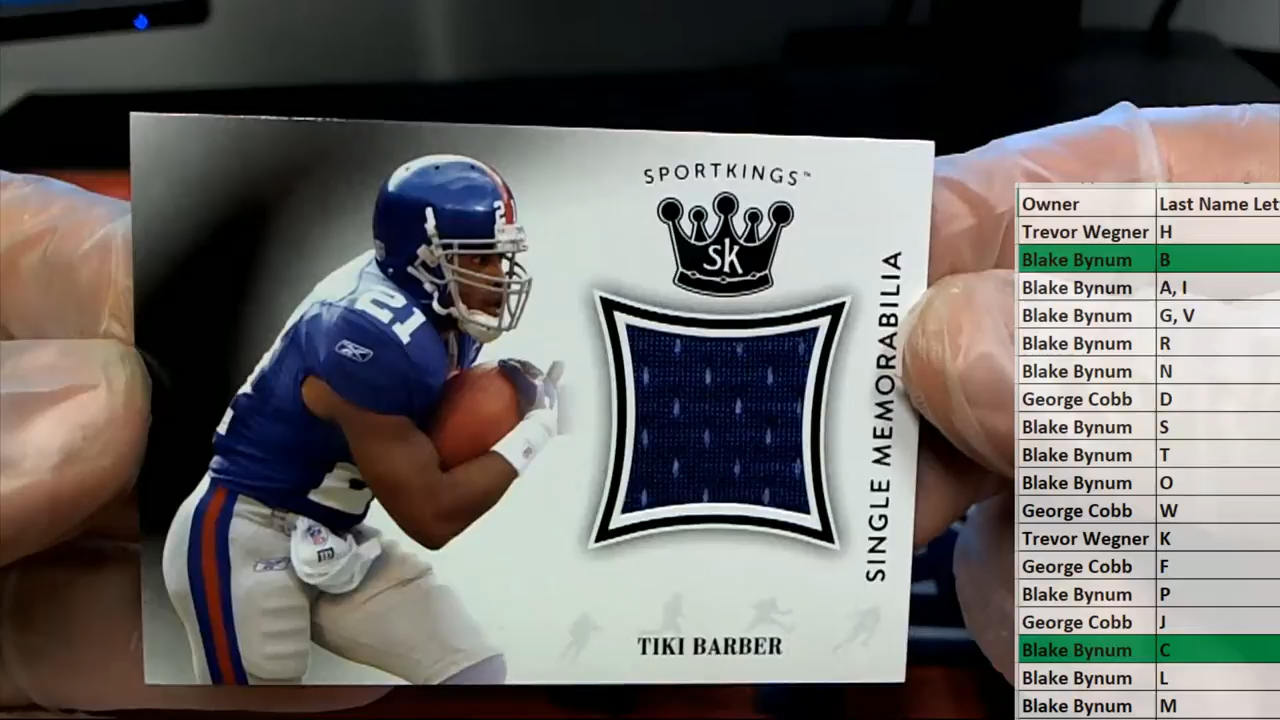 SPORTKINGS™
sk
SINGLE MEMORABILIA
TIKI BARBER
21
2
Owner Last Name Let
Trevor Wegner H
Blake Bynum B
Blake Bynum A, I
Blake Bynum G, V
Blake Bynum R
Blake Bynum N
George Cobb D
Blake Bynum S
Blake Bynum T
Blake Bynum O
George Cobb W
Trevor Wegner K
George Cobb F
Blake Bynum P
George Cobb J
Blake Bynum C
Blake Bynum L
Blake Bynum M